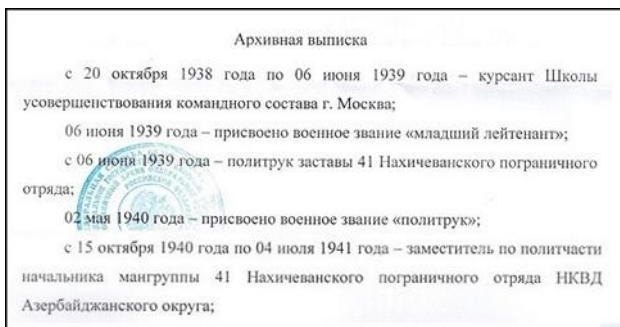 Архивная выписка
с 20 октября 1938 года по 06 июня 1939 года – курсант Школы
усовершенствования командного состава г. Москва;
06 июня 1939 года – присвоено военное звание «младший лейтенант»;
с 06 июня 1939 года – политрук заставы 41 Нахичеванского пограничного
отряда;
02 мая 1940 года – присвоено военное звание «политрук»;
с 15 октября 1940 года по 04 июля 1941 года – заместитель по политчасти
начальника мангруппы 41 Нахичеванского пограничного отряда НКВД
Азербайджанского округа;